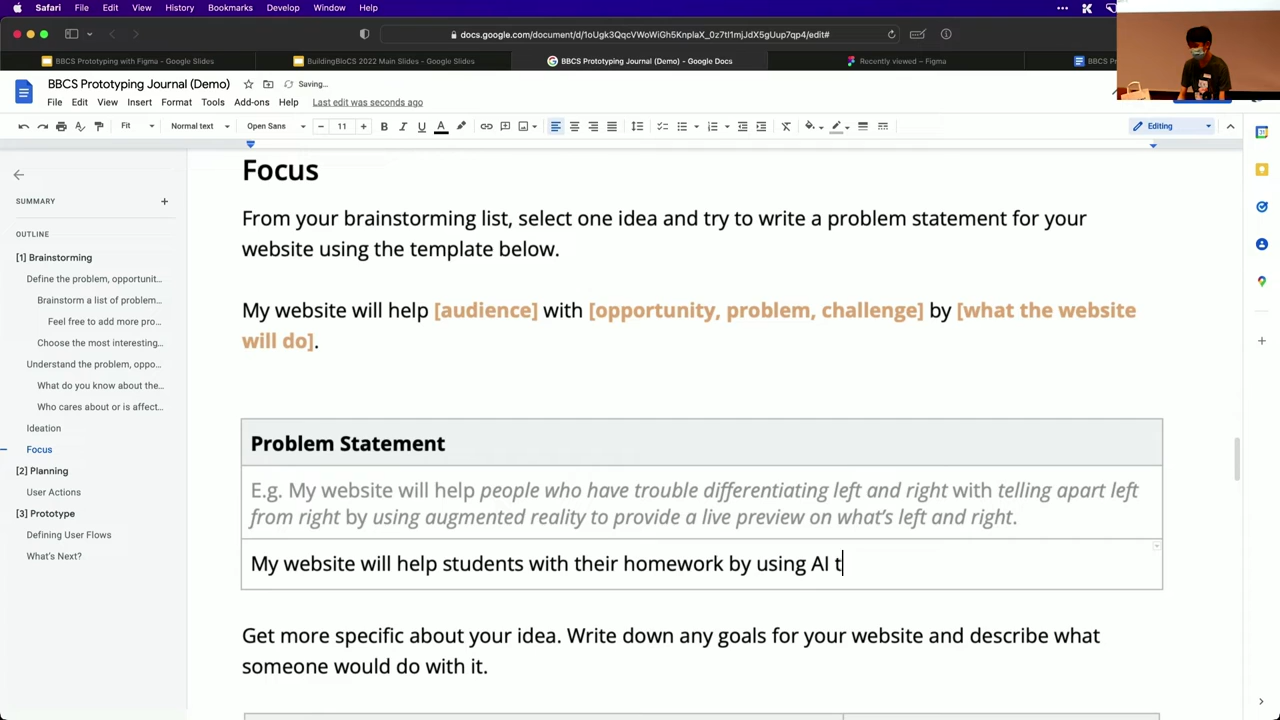 Safari File Edit View History Bookmarks Develop Window Help
docs.google.com/document/d/1oUgk3QqcVWoWiGh5KnplaX_0z7tI1mjJdX5gUup7qp4/edit#
BBCS Prototyping with Figma - Google Slides
BuildingBloCS 2022 Main Slides - Google Slides
BBCS Prototyping Journal (Demo) - Google Docs
Recently viewed – Figma
BBCS Pro
BBCS Prototyping Journal (Demo) Saving...
File Edit View Insert Format Tools Add-ons Help Last edit was seconds ago
Fit Normal text Open Sans 11 Editing
SUMMARY
OUTLINE
[1] Brainstorming
Define the problem, opportunit...
Brainstorm a list of problem...
Feel free to add more pro...
Choose the most interesting...
Understand the problem, oppo...
What do you know about the...
Who cares about or is affect...
Ideation
Focus
[2] Planning
User Actions
[3] Prototype
Defining User Flows
What's Next?
Focus
From your brainstorming list, select one idea and try to write a problem statement for your
website using the template below.
My website will help [audience] with [opportunity, problem, challenge] by [what the website
will do].
Problem Statement
E.g. My website will help people who have trouble differentiating left and right with telling apart left
from right by using augmented reality to provide a live preview on what's left and right.
My website will help students with their homework by using AI t
Get more specific about your idea. Write down any goals for your website and describe what
someone would do with it.